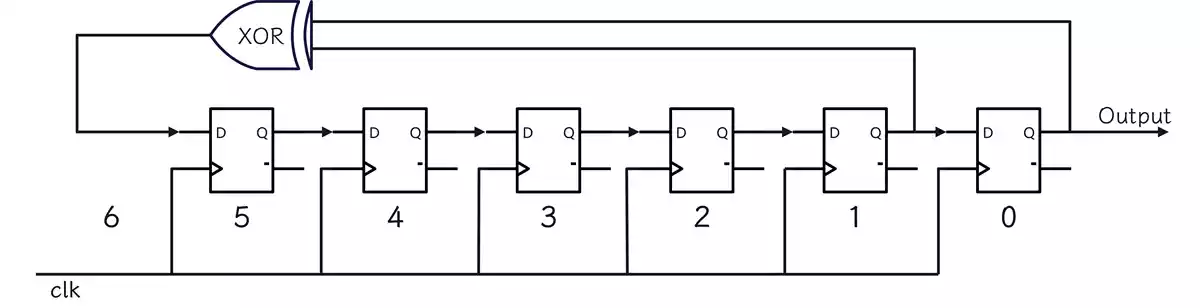 XOR
Output
D Q D Q D Q D Q D Q D Q
6 5 4 3 2 1 0
clk